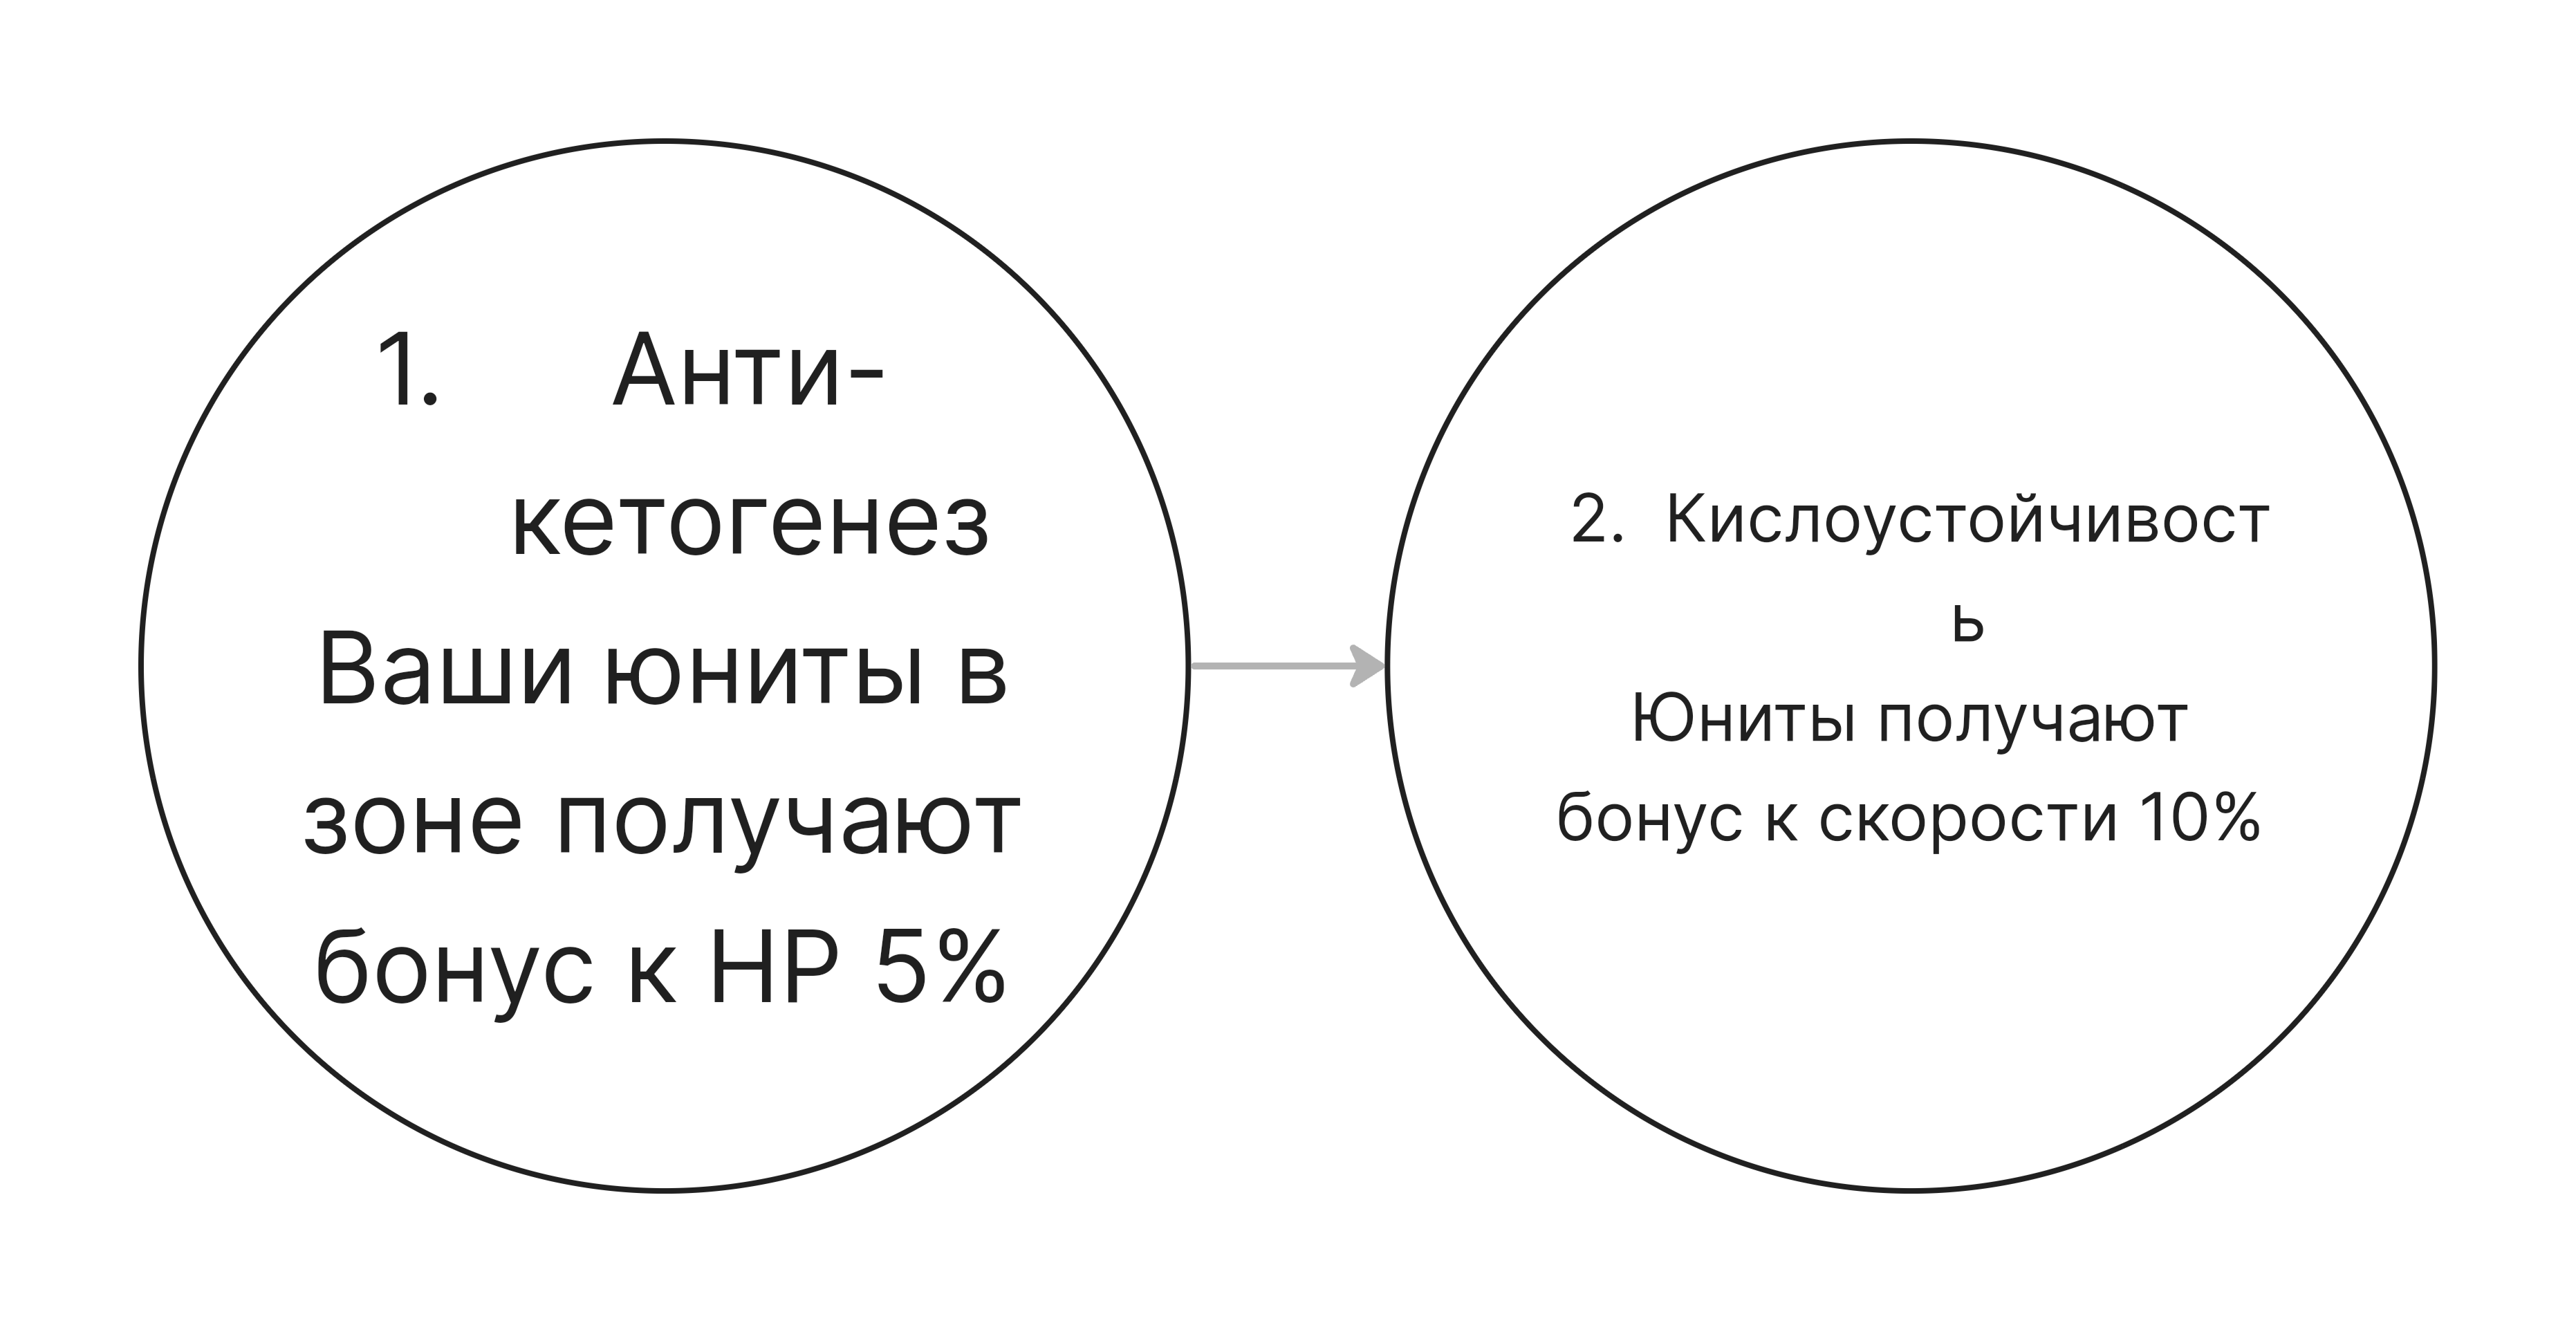 1. Анти-
кетогенез
Ваши юниты в
зоне получают
бонус к HP 5%
2. Кислоустойчивост
ь
Юниты получают
бонус к скорости 10%